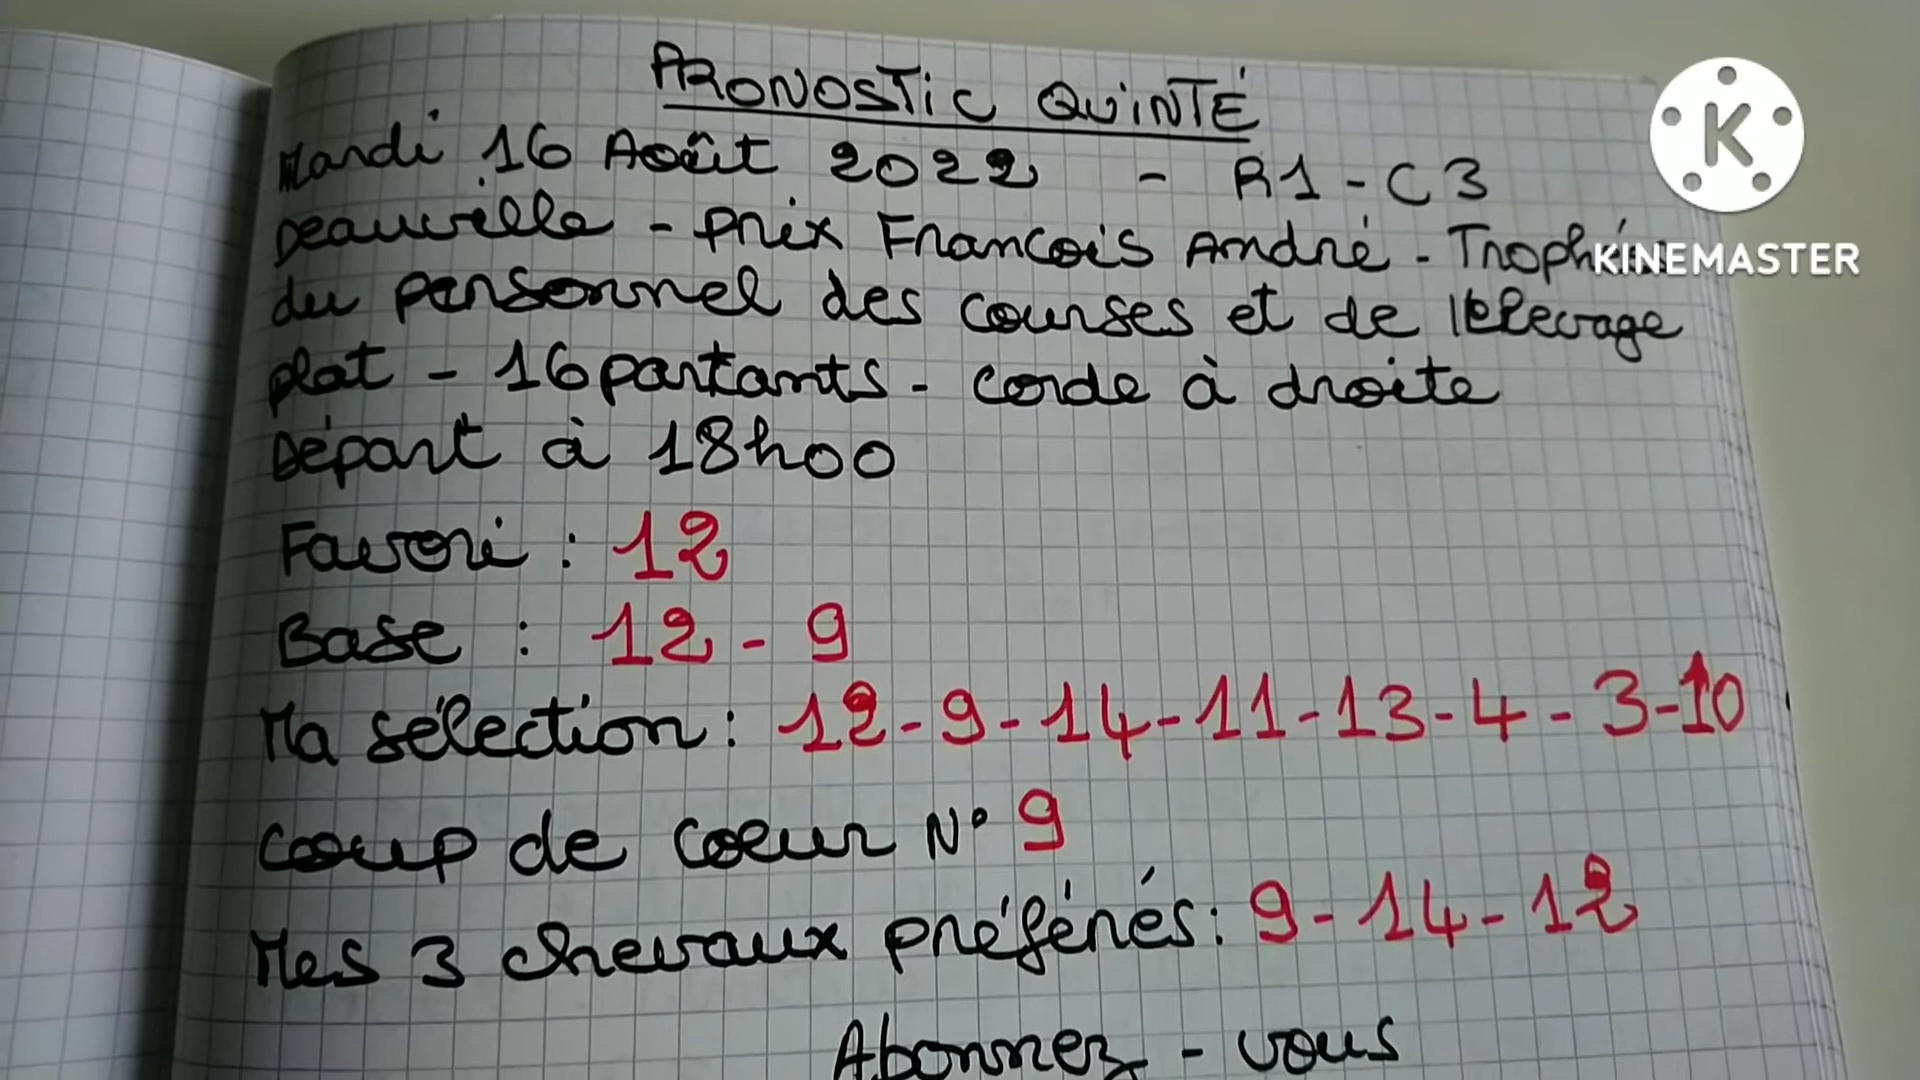 PRONOSTIC QUINTÉ
Mardi 16 Août 2022 - R1 - C3
Deauville - Prix Francois André - Trophées
du personnel des courses et de l'élevage
plat - 16 partants - corde à droite
Départ à 18h00
Favori : 12
Base : 12 - 9
Ma sélection : 12 - 9 - 14 - 11 - 13 - 4 - 3 - 10
Coup de coeur N° 9
Mes 3 chevaux préférés : 9 - 14 - 12
Abonnez - vous
K
KINEMASTER